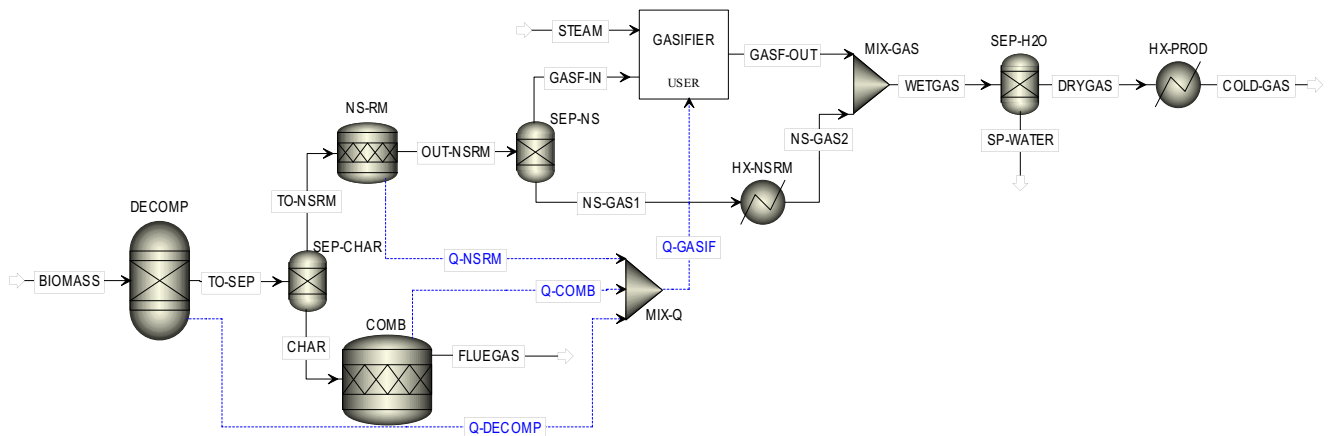 STEAM
GASIFIER
USER
GASF-OUT
MIX-GAS
SEP-H2O
HX-PROD
GASF-IN
WETGAS
DRYGAS
COLD-GAS
NS-RM
SEP-NS
OUT-NSRM
NS-GAS2
SP-WATER
HX-NSRM
TO-NSRM
NS-GAS1
DECOMP
SEP-CHAR
Q-GASIF
Q-NSRM
BIOMASS
TO-SEP
Q-COMB
MIX-Q
COMB
CHAR
FLUEGAS
Q-DECOMP